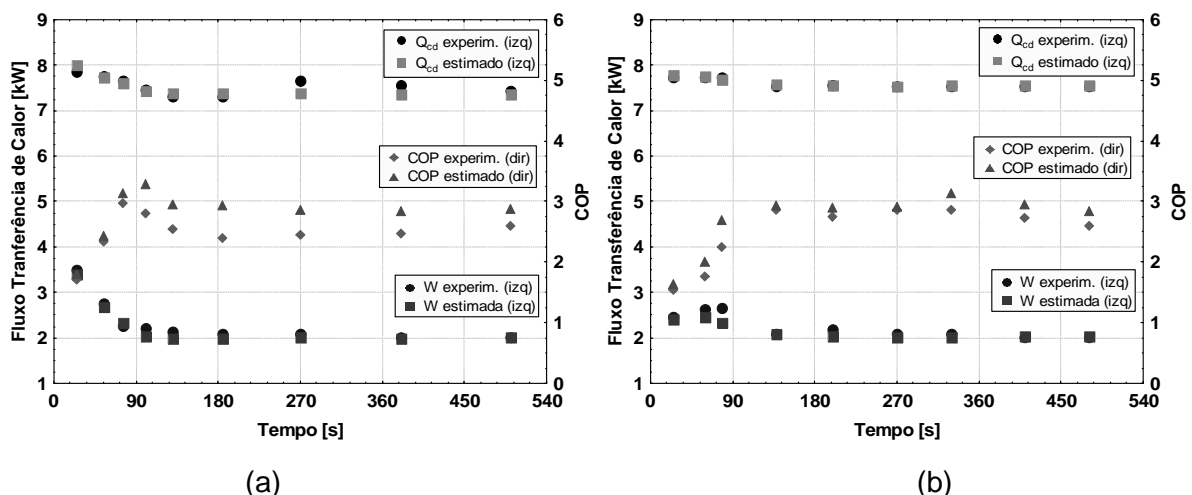 Fluxo Tranferência de Calor [kW]
9
8
7
6
5
4
3
2
1
Q_cd experim. (izq)
Q_cd estimado (izq)
COP experim. (dir)
COP estimado (dir)
W experim. (izq)
W estimada (izq)
6
5
4
3
2
1
0
COP
0 90 180 270 360 450 540
Tempo [s]
(a)
Fluxo Transferência de Calor [kW]
9
8
7
6
5
4
3
2
1
Q_cd experim. (izq)
Q_cd estimado (izq)
COP experim. (dir)
COP estimado (dir)
W experim. (izq)
W estimada (izq)
6
5
4
3
2
1
0
COP
0 90 180 270 360 450 540
Tempo [s]
(b)